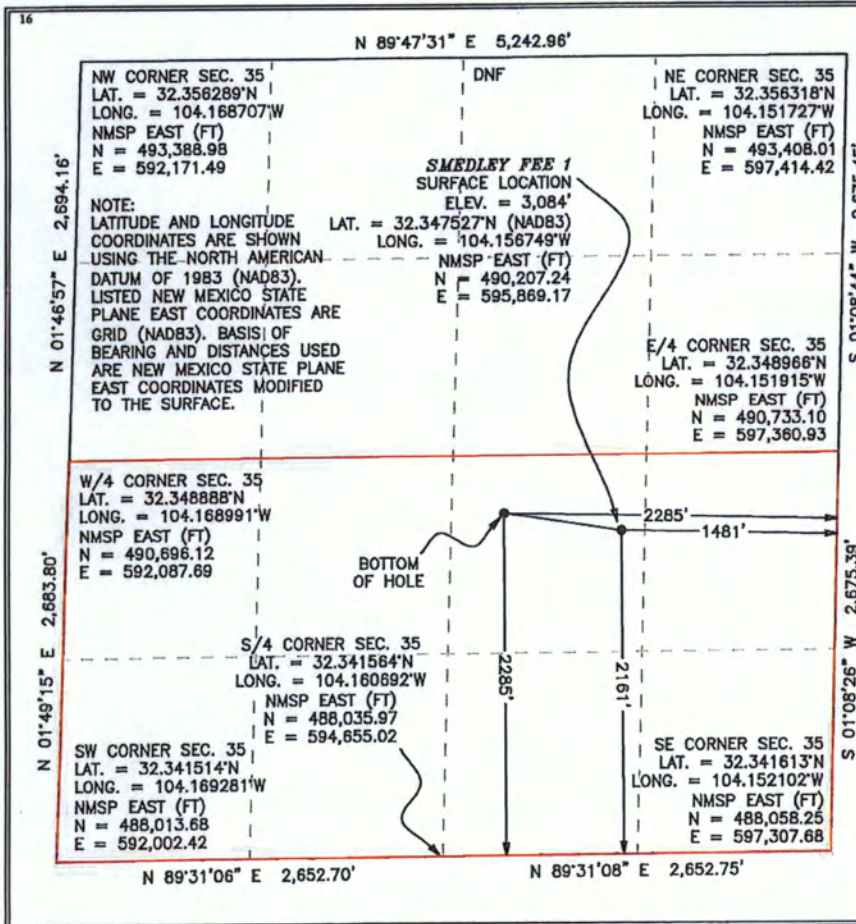 16
N 89°47'31" E 5,242.96'
NW CORNER SEC. 35
LAT. = 32.356289°N
LONG. = 104.168707°W
NMSP EAST (FT)
N = 493,388.98
E = 592,171.49
DNF
NE CORNER SEC. 35
LAT. = 32.356318°N
LONG. = 104.151727°W
NMSP EAST (FT)
N = 493,408.01
E = 597,414.42
N 01°46'57" E 2,694.16'
SMEDLEY FEE 1
SURFACE LOCATION
ELEV. = 3,084'
LAT. = 32.347527°N (NAD83)
LONG. = 104.156749°W
NMSP EAST (FT)
N = 490,207.24
E = 595,869.17
NOTE:
LATITUDE AND LONGITUDE
COORDINATES ARE SHOWN
USING THE NORTH AMERICAN
DATUM OF 1983 (NAD83).
LISTED NEW MEXICO STATE
PLANE EAST COORDINATES ARE
GRID (NAD83). BASIS OF
BEARING AND DISTANCES USED
ARE NEW MEXICO STATE PLANE
EAST COORDINATES MODIFIED
TO THE SURFACE.
S 01°08'44" W
E/4 CORNER SEC. 35
LAT. = 32.348966°N
LONG. = 104.151915°W
NMSP EAST (FT)
N = 490,733.10
E = 597,360.93
W/4 CORNER SEC. 35
LAT. = 32.348888°N
LONG. = 104.168991°W
NMSP EAST (FT)
N = 490,696.12
E = 592,087.69
2285'
1481'
BOTTOM
OF HOLE
N 01°49'15" E 2,683.80'
S 01°08'26" W 2,675.39'
2285'
2161'
S/4 CORNER SEC. 35
LAT. = 32.341564°N
LONG. = 104.160692°W
NMSP EAST (FT)
N = 488,035.97
E = 594,655.02
SW CORNER SEC. 35
LAT. = 32.341514°N
LONG. = 104.169281°W
NMSP EAST (FT)
N = 488,013.68
E = 592,002.42
SE CORNER SEC. 35
LAT. = 32.341613°N
LONG. = 104.152102°W
NMSP EAST (FT)
N = 488,058.25
E = 597,307.68
N 89°31'06" E 2,652.70'
N 89°31'08" E 2,652.75'